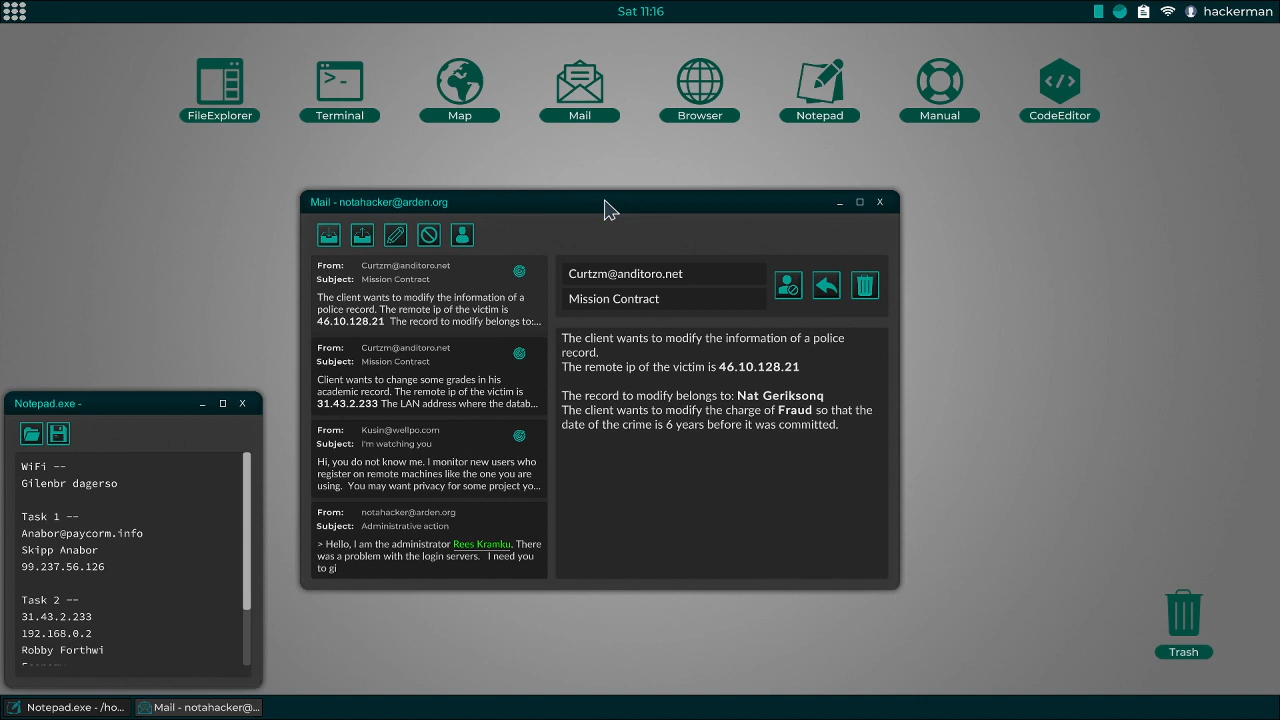 Sat 11:16
hackerman
FileExplorer
Terminal
Map
Mail
Browser
Notepad
Manual
CodeEditor
Mail - notahacker@arden.org
_ X
From: Curtzm@anditoro.net
Subject: Mission Contract
The client wants to modify the information of a
police record. The remote ip of the victim is
46.10.128.21 The record to modify belongs to:...
From: Curtzm@anditoro.net
Subject: Mission Contract
Client wants to change some grades in his
academic record. The remote ip of the victim is
31.43.2.233 The LAN address where the datab...
From: Kusin@wellpo.com
Subject: I'm watching you
Hi, you do not know me. I monitor new users who
register on remote machines like the one you are
using. You may want privacy for some project yo...
From: notahacker@arden.org
Subject: Administrative action
> Hello, I am the administrator Rees Kramku. There
was a problem with the login servers. I need you
to gi
Curtzm@anditoro.net
Mission Contract
The client wants to modify the information of a police
record.
The remote ip of the victim is 46.10.128.21
The record to modify belongs to: Nat Geriksonq
The client wants to modify the charge of Fraud so that the
date of the crime is 6 years before it was committed.
Notepad.exe -
_ X
WiFi --
Gilenbr dagerso
Task 1 --
Anabor@paycorm.info
Skipp Anabor
99.237.56.126
Task 2 --
31.43.2.233
192.168.0.2
Robby Forthwi
Trash
Notepad.exe - /ho...
Mail - notahacker@...